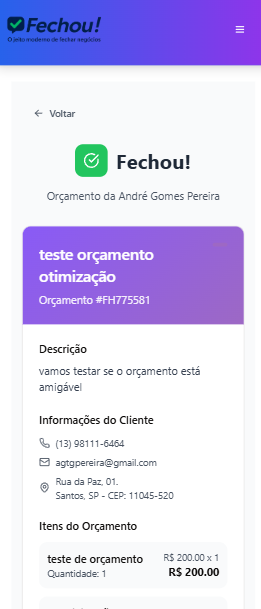 Fechou!
O jeito moderno de fechar negócios
Voltar
Fechou!
Orçamento da André Gomes Pereira
teste orçamento
otimização
Orçamento #FH775581
Descrição
vamos testar se o orçamento está
amigável
Informações do Cliente
(13) 98111-6464
agtgpereira@gmail.com
Rua da Paz, 01.
Santos, SP - CEP: 11045-520
Itens do Orçamento
teste de orçamento
R$ 200.00 x 1
Quantidade: 1
R$ 200.00